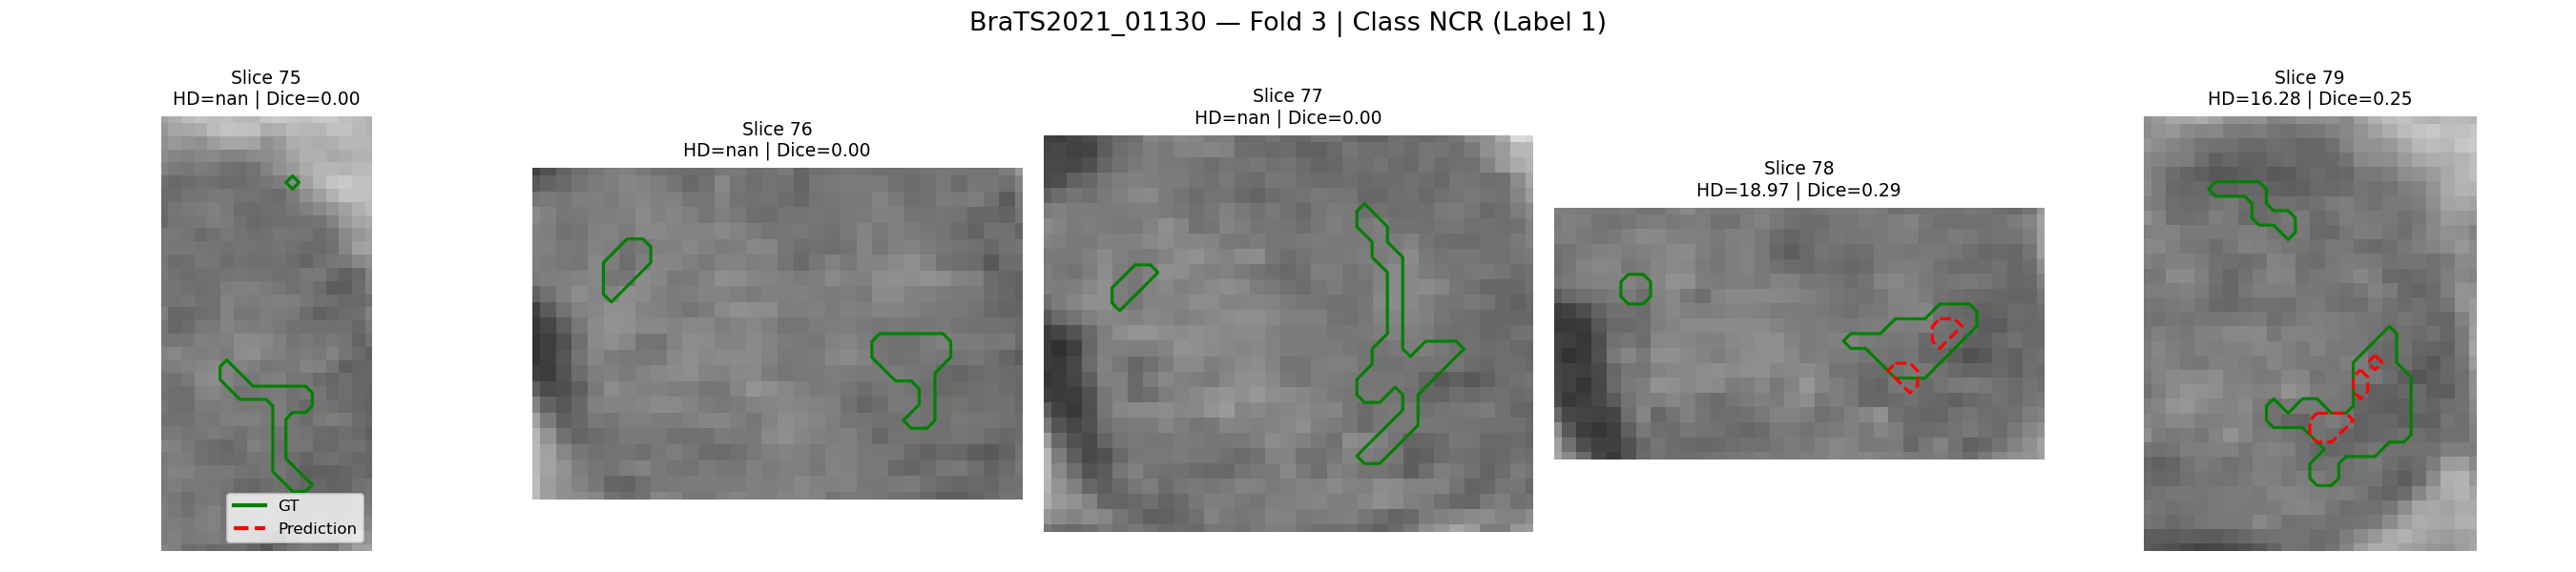 BraTS2021_01130 — Fold 3 | Class NCR (Label 1)
Slice 75
HD=nan | Dice=0.00
GT
Prediction
Slice 76
HD=nan | Dice=0.00
Slice 77
HD=nan | Dice=0.00
Slice 78
HD=18.97 | Dice=0.29
Slice 79
HD=16.28 | Dice=0.25